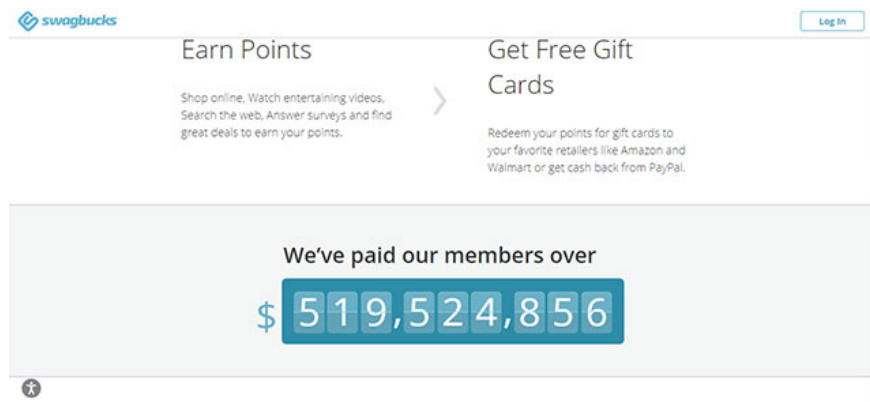 swagbucks
Log In
Earn Points
Shop online, Watch entertaining videos,
Search the web, Answer surveys and find
great deals to earn your points.
Get Free Gift
Cards
Redeem your points for gift cards to
your favorite retailers like Amazon and
Walmart or get cash back from PayPal.
We've paid our members over
$ 519,524,856